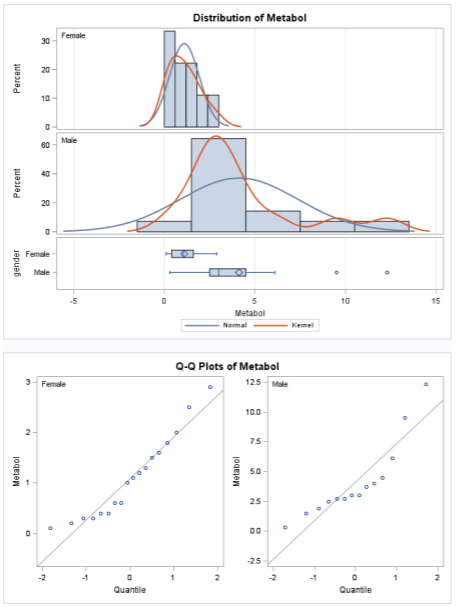 Distribution of Metabol
Female
30
20
10
0
Percent
Male
60
40
20
0
Percent
gender
Female
Male
-5 0 5 10 15
Metabol
Normal Kernel
Q-Q Plots of Metabol
Female
3
2
1
0
Metabol
-2 -1 0 1 2
Quantile
Male
12.5
10.0
7.5
5.0
2.5
0.0
-2.5
Metabol
-2 -1 0 1 2
Quantile